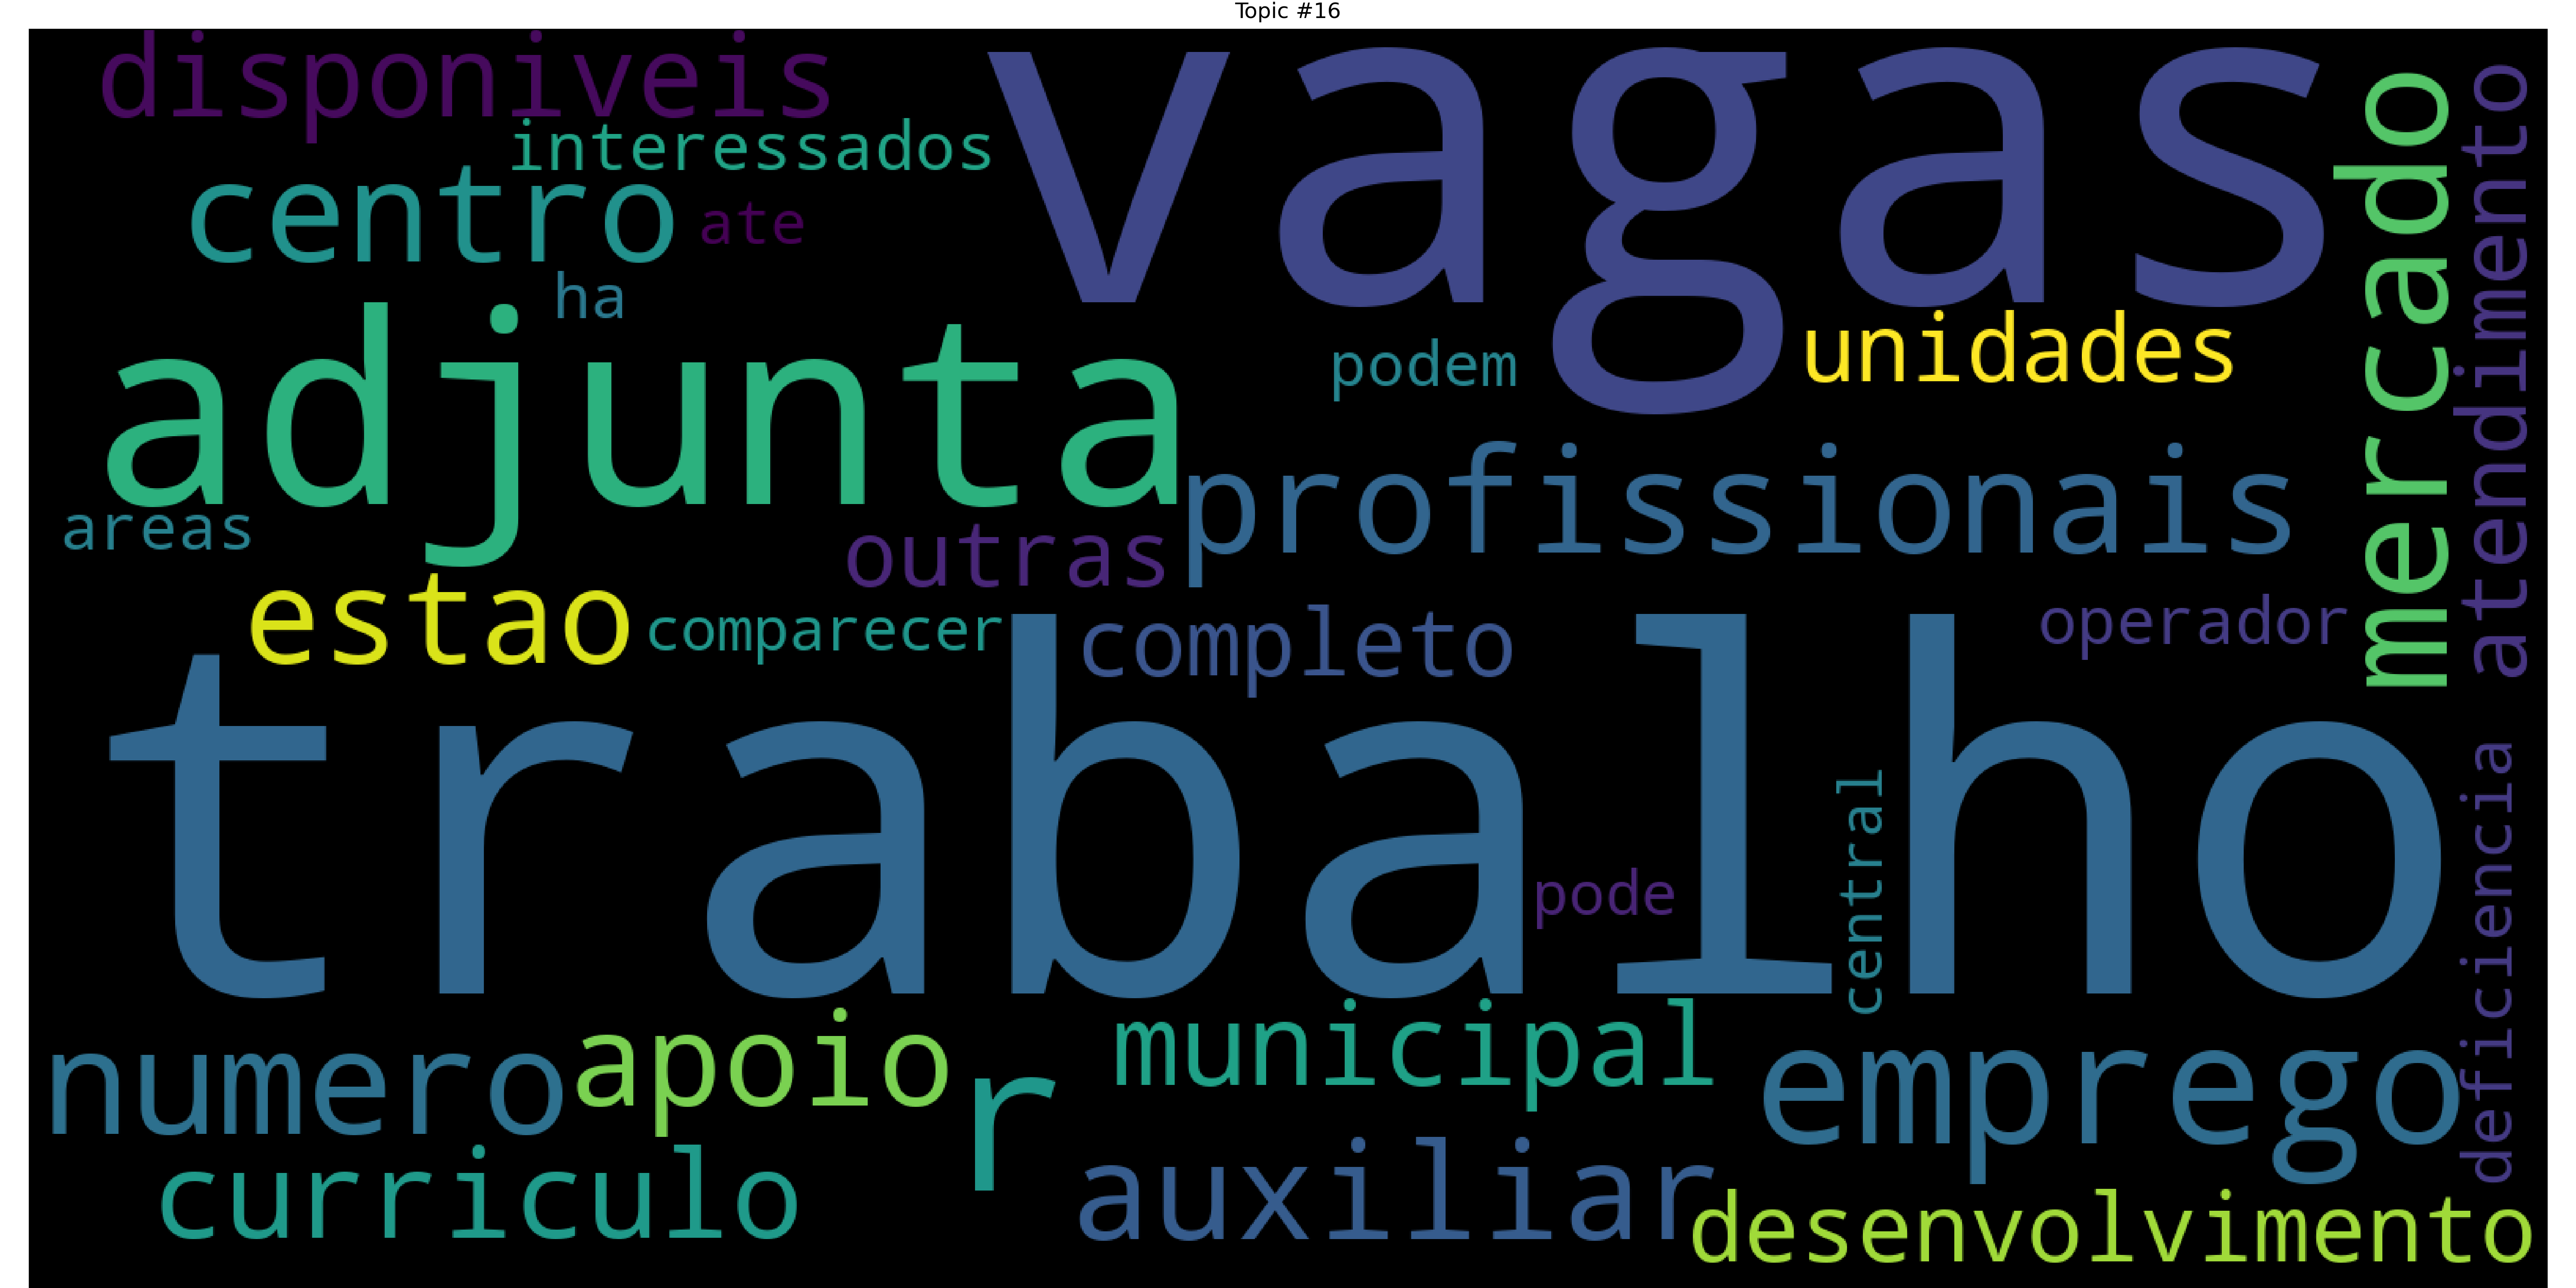 Topic #16
disponiveis
vagas
mercado
atendimento
interessados
centro
ate
ha
adjunta
podem
unidades
profissionais
areas
outras
estao
comparecer
completo
operador
trabalho
pode
central
deficiencia
numero
apoio
r
municipal
emprego
curriculo
auxiliar
desenvolvimento